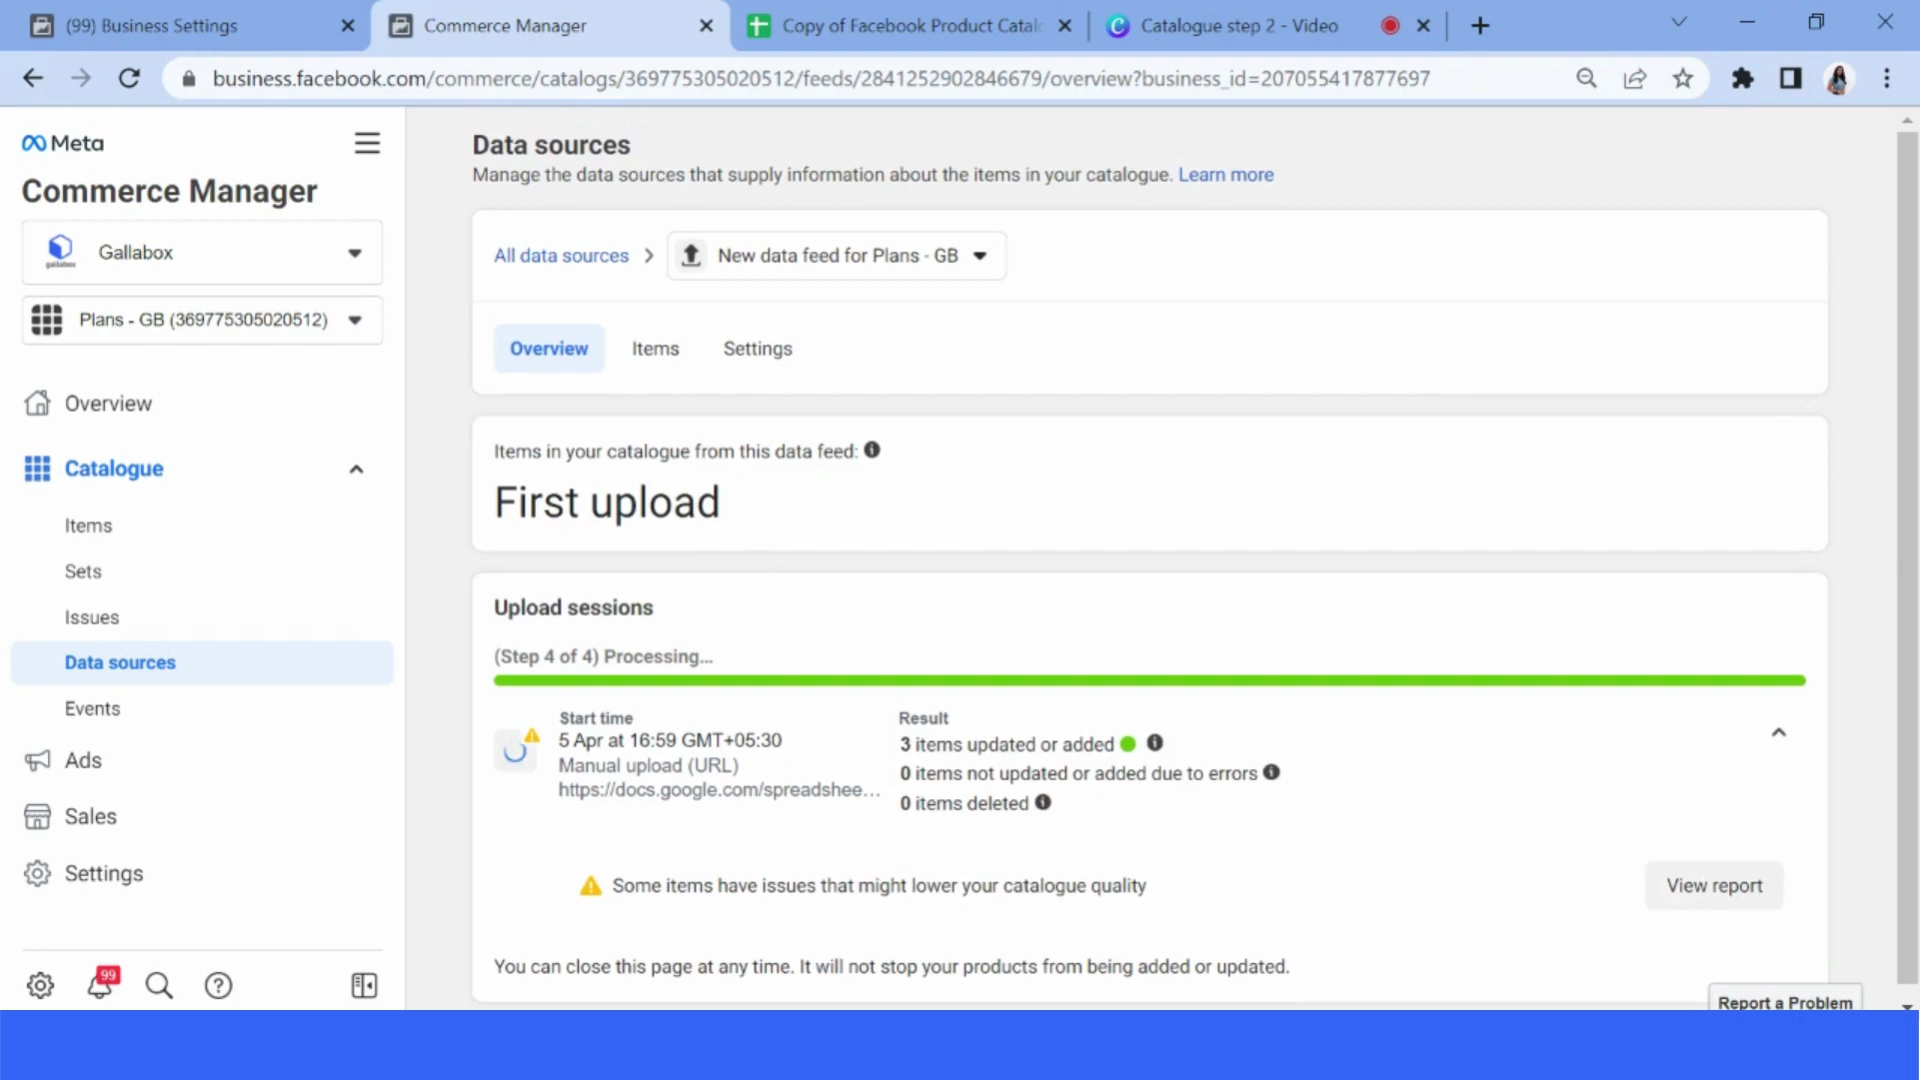 (99) Business Settings
Commerce Manager
Copy of Facebook Product Catal
Catalogue step 2 - Video
business.facebook.com/commerce/catalogs/369775305020512/feeds/2841252902846679/overview?business_id=207055417877697
Meta
Commerce Manager
gallabox
Gallabox
Plans - GB (369775305020512)
Overview
Catalogue
Items
Sets
Issues
Data sources
Events
Ads
Sales
Settings
99
Data sources
Manage the data sources that supply information about the items in your catalogue. Learn more
All data sources
New data feed for Plans - GB
Overview
Items
Settings
Items in your catalogue from this data feed:
First upload
Upload sessions
(Step 4 of 4) Processing...
Start time
5 Apr at 16:59 GMT+05:30
Manual upload (URL)
https://docs.google.com/spreadshee...
Result
3 items updated or added
0 items not updated or added due to errors
0 items deleted
Some items have issues that might lower your catalogue quality
View report
You can close this page at any time. It will not stop your products from being added or updated.
Report a Problem